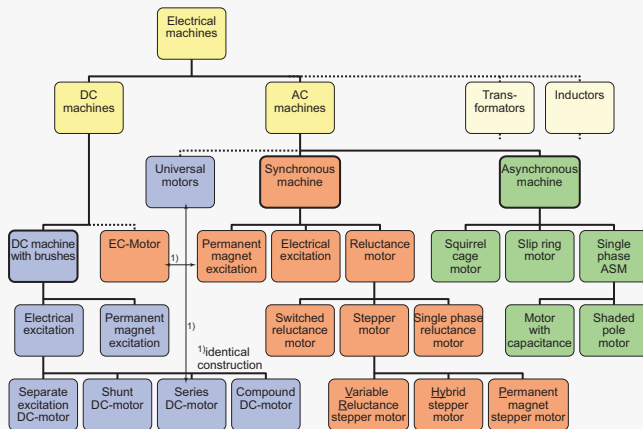 Electrical
machines
DC
machines
AC
machines
Trans-
formators
Inductors
Universal
motors
Synchronous
machine
Asynchronous
machine
DC machine
with brushes
EC-Motor
1)
Permanent
magnet
excitation
Electrical
excitation
Reluctance
motor
Squirrel
cage
motor
Slip ring
motor
Single
phase
ASM
Electrical
excitation
Permanent
magnet
excitation
1)
1)identical
construction
Switched
reluctance
motor
Stepper
motor
Single phase
reluctance
motor
Motor
with
capacitance
Shaded
pole motor
Separate
excitation
DC-motor
Shunt
DC-motor
Series
DC-motor
Compound
DC-motor
Variable
Reluctance
stepper motor
Hybrid
stepper
motor
Permanent
magnet
stepper motor